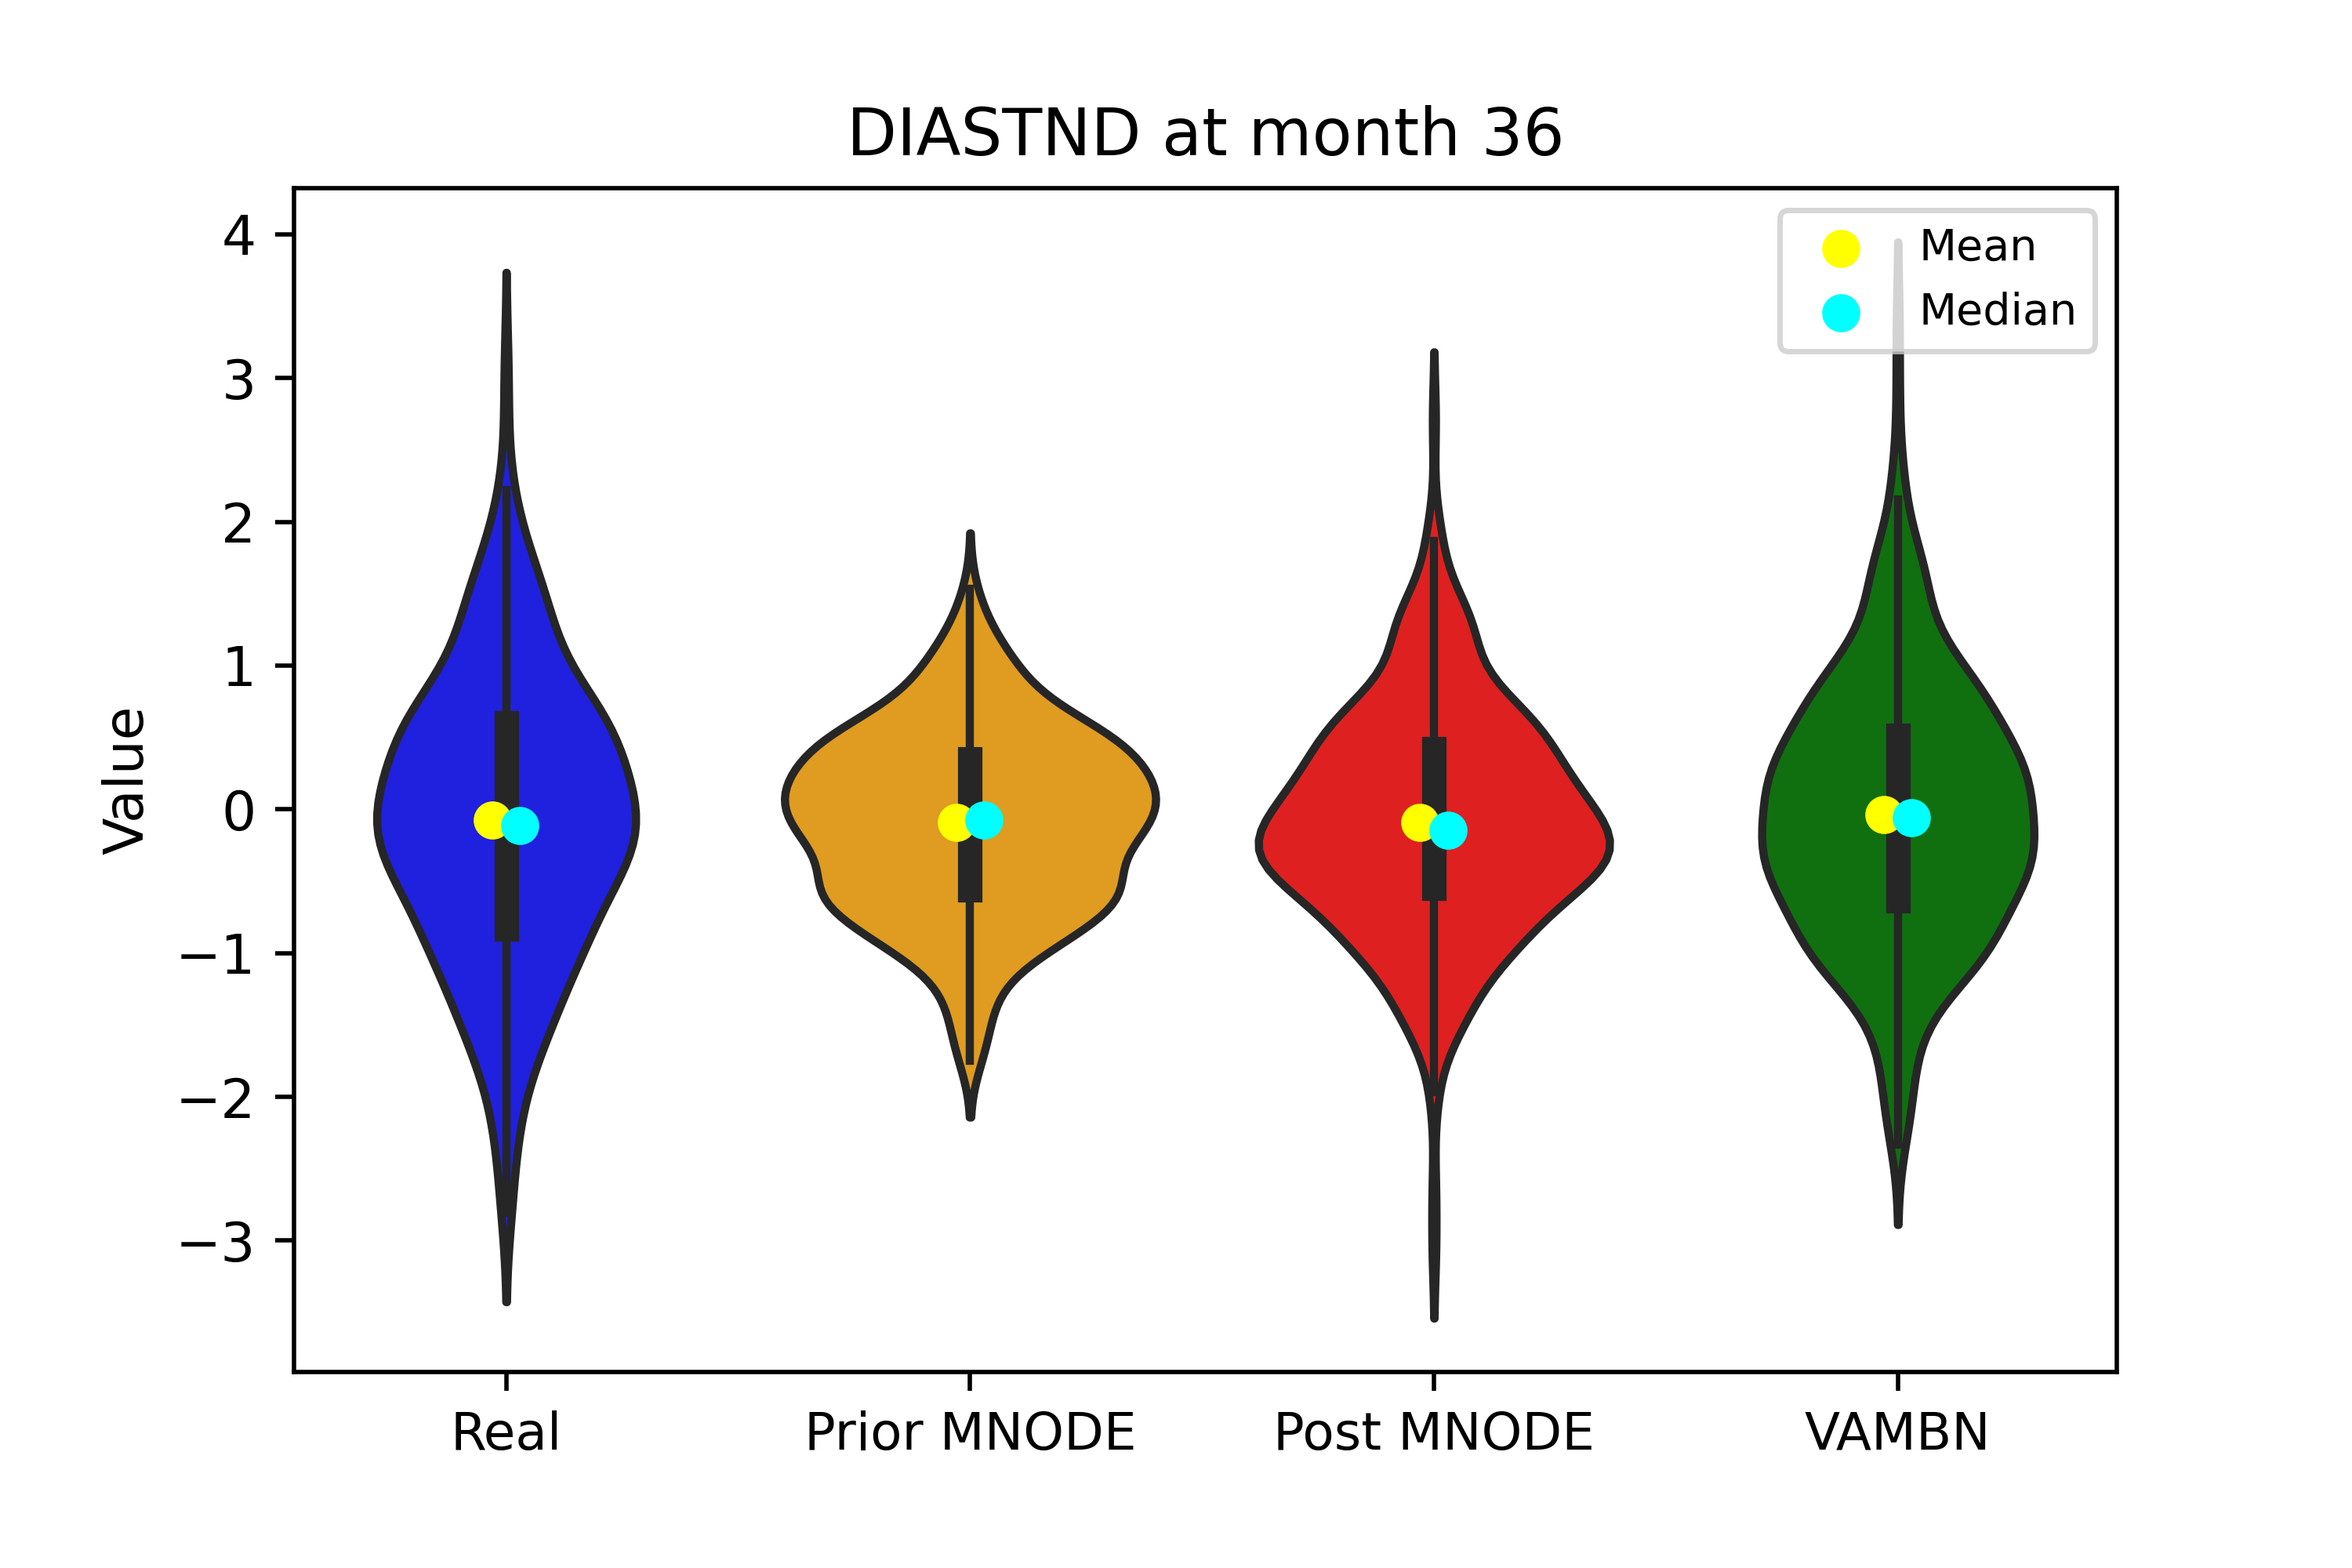 DIASTND at month 36
Mean
Median
4
3
2
1
0
−1
−2
−3
Value
Real
Prior MNODE
Post MNODE
VAMBN